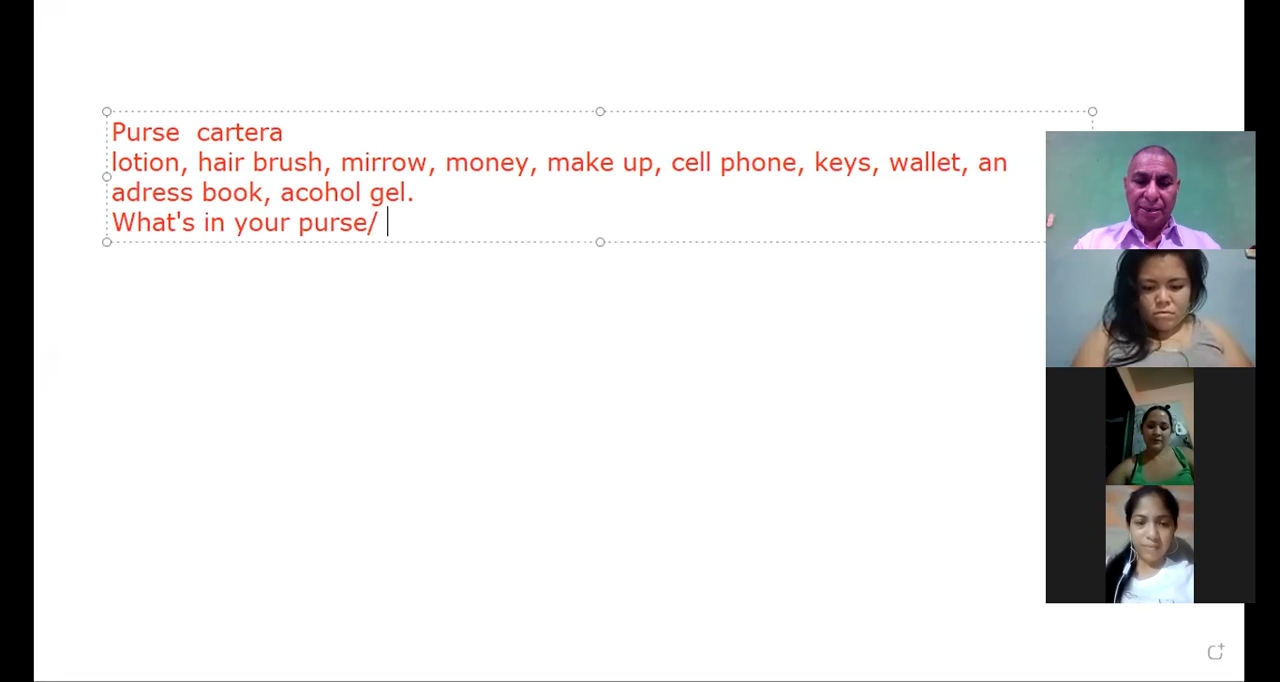 Purse  cartera
lotion, hair brush, mirrow, money, make up, cell phone, keys, wallet, an
adress book, acohol gel.
What's in your purse/